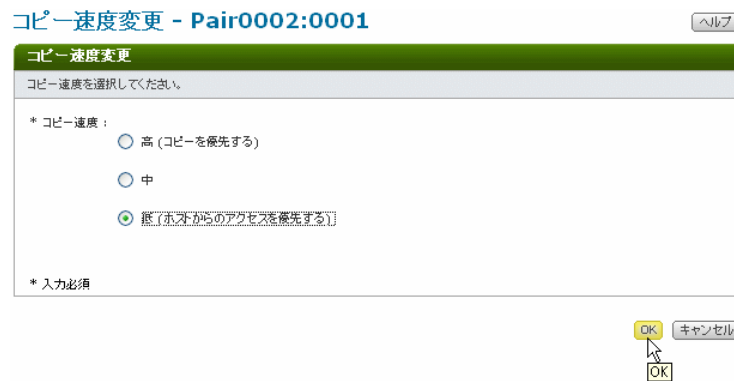 コピー速度変更 - Pair0002:0001
ヘルプ
コピー速度変更
コピー速度を選択してください。
* コピー速度 :
高 (コピーを優先する)
中
低 (ホストからのアクセスを優先する)
* 入力必須
OK
キャンセル
OK